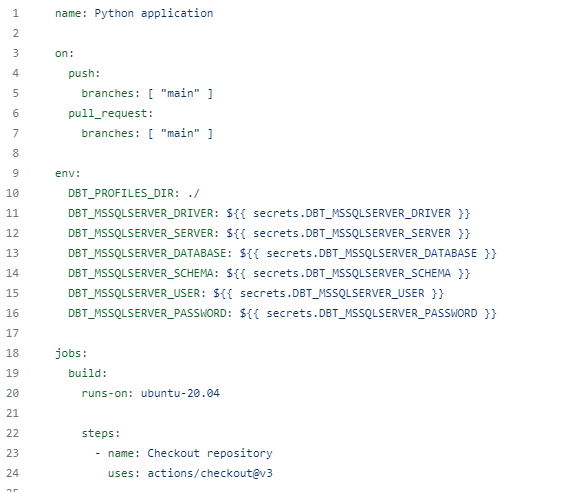 1 name: Python application
2
3 on:
4   push:
5     branches: [ "main" ]
6   pull_request:
7     branches: [ "main" ]
8
9 env:
10   DBT_PROFILES_DIR: ./
11   DBT_MSSQLSERVER_DRIVER: ${{ secrets.DBT_MSSQLSERVER_DRIVER }}
12   DBT_MSSQLSERVER_SERVER: ${{ secrets.DBT_MSSQLSERVER_SERVER }}
13   DBT_MSSQLSERVER_DATABASE: ${{ secrets.DBT_MSSQLSERVER_DATABASE }}
14   DBT_MSSQLSERVER_SCHEMA: ${{ secrets.DBT_MSSQLSERVER_SCHEMA }}
15   DBT_MSSQLSERVER_USER: ${{ secrets.DBT_MSSQLSERVER_USER }}
16   DBT_MSSQLSERVER_PASSWORD: ${{ secrets.DBT_MSSQLSERVER_PASSWORD }}
17
18 jobs:
19   build:
20     runs-on: ubuntu-20.04
21
22     steps:
23       - name: Checkout repository
24         uses: actions/checkout@v3